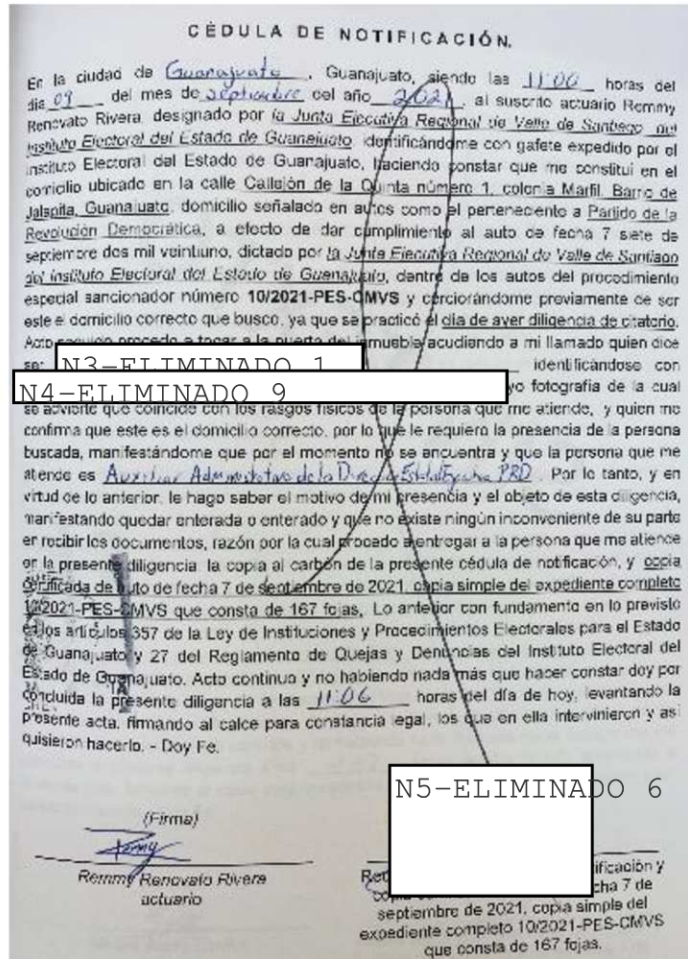 CÉDULA DE NOTIFICACIÓN.
En la ciudad de Guanajuato, Guanajuato, siendo las 11:00 horas del
día 09 del mes de septiembre del año 2021, al suscrito actuario Remmy
Renovato Rivera, designado por la Junta Ejecutiva Regional de Valle de Santiago del
Instituto Electoral del Estado de Guanajuato, identificándome con gafete expedido por el
Instituto Electoral del Estado de Guanajuato, haciendo constar que me constituí en el
domicilio ubicado en la calle Callejón de la Quinta número 1, colonia Marfil, Barrio de
Jalapita, Guanajuato, domicilio señalado en autos como el perteneciente a Partido de la
Revolución Democrática, a efecto de dar cumplimiento al auto de fecha 7 siete de
septiembre dos mil veintiuno, dictado por la Junta Ejecutiva Regional de Valle de Santiago
del Instituto Electoral del Estado de Guanajuato, dentro de los autos del procedimiento
especial sancionador número 10/2021-PES-CMVS y cerciorándome previamente de ser
este el domicilio correcto que busco, ya que se practicó el día de ayer diligencia de citatorio.
Acto seguido procedo a tocar a la puerta del inmueble acudiendo a mi llamado quien dice
ser: N3-ELIMINADO 1 identificándose con
N4-ELIMINADO 9 yo fotografía de la cual
se advierte que coincide con los rasgos físicos de la persona que me atiende, y quien me
confirma que este es el domicilio correcto, por lo que le requiero la presencia de la persona
buscada, manifestándome que por el momento no se encuentra y que la persona que me
atiende es Auxiliar Administrativo de la PRD. Por lo tanto, y en
virtud de lo anterior, le hago saber el motivo de mi presencia y el objeto de esta diligencia,
manifestando quedar enterada o enterado y que no existe ningún inconveniente de su parte
en recibir los documentos, razón por la cual procedo a entregar a la persona que me atiende
en la presente diligencia, la copia al carbón de la presente cédula de notificación, y copia
certificada de auto de fecha 7 de septiembre de 2021, copia simple del expediente completo
10/2021-PES-CMVS que consta de 167 fojas, Lo anterior con fundamento en lo previsto
en los artículos 357 de la Ley de Instituciones y Procedimientos Electorales para el Estado
de Guanajuato y 27 del Reglamento de Quejas y Denuncias del Instituto Electoral del
Estado de Guanajuato. Acto continuo y no habiendo nada más que hacer constar doy por
concluida la presente diligencia a las 11:06 horas del día de hoy, levantando la
presente acta, firmando al calce para constancia legal, los que en ella intervinieron y así
quisieron hacerlo. - Doy Fe.
N5-ELIMINADO 6
(Firma)
Remmy
Remmy Renovato Rivera
actuario
ificación y
cha 7 de
septiembre de 2021, copia simple del
expediente completo 10/2021-PES-CMVS
que consta de 167 fojas.